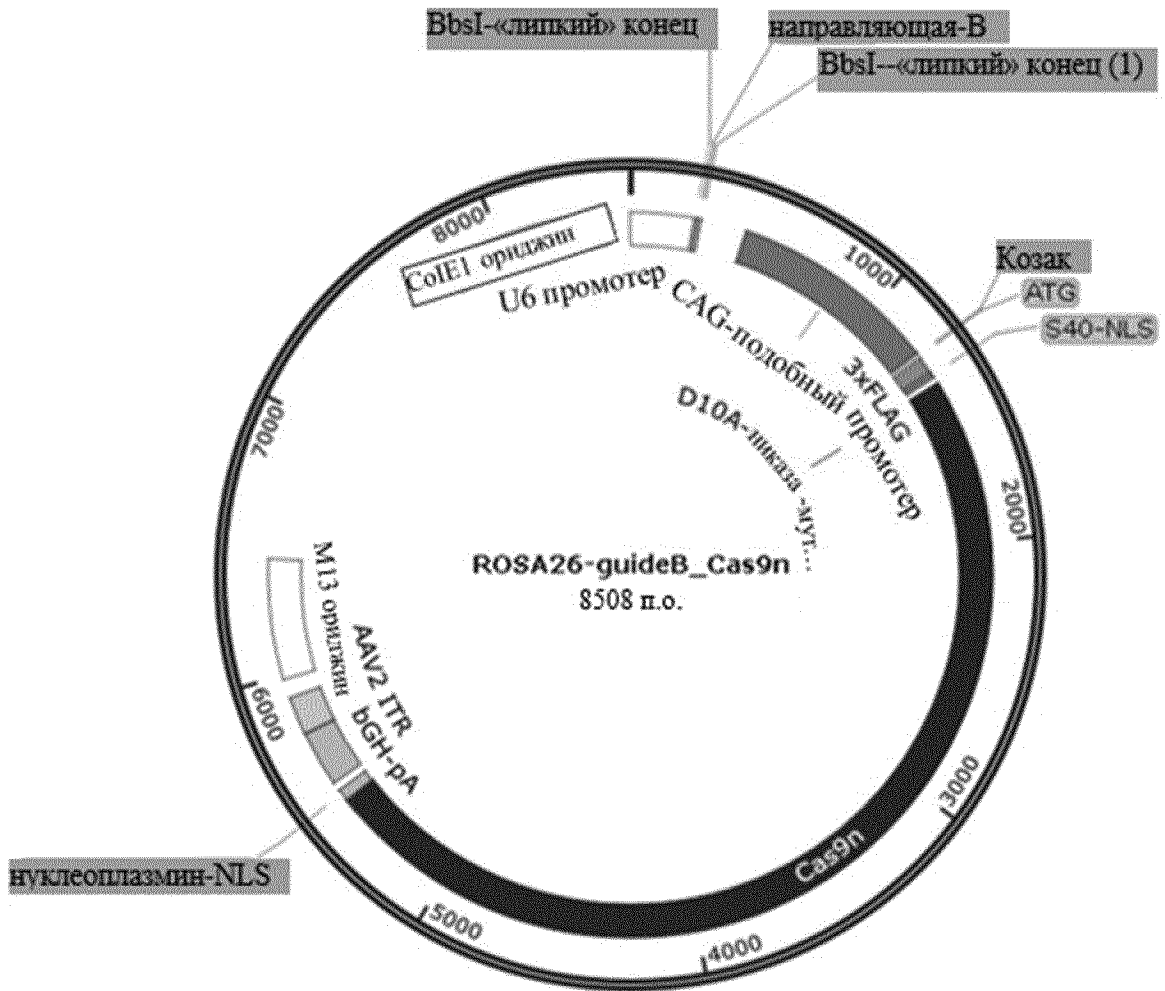 BbsI-«липкий» конец
направляющая-В
BbsI--«липкий» конец (1)
8000
ColE1 ориджин
U6 промотер
CAG-подобный промотер
1000
Козак
ATG
S40-NLS
3xFLAG
D10A-никаза -мут...
7000
2000
ROSA26-guideB_Cas9n
8508 п.о.
M13 ориджин
AAV2 ITR
bGH-pA
6000
3000
Cas9n
нуклеоплазмин-NLS
5000
4000